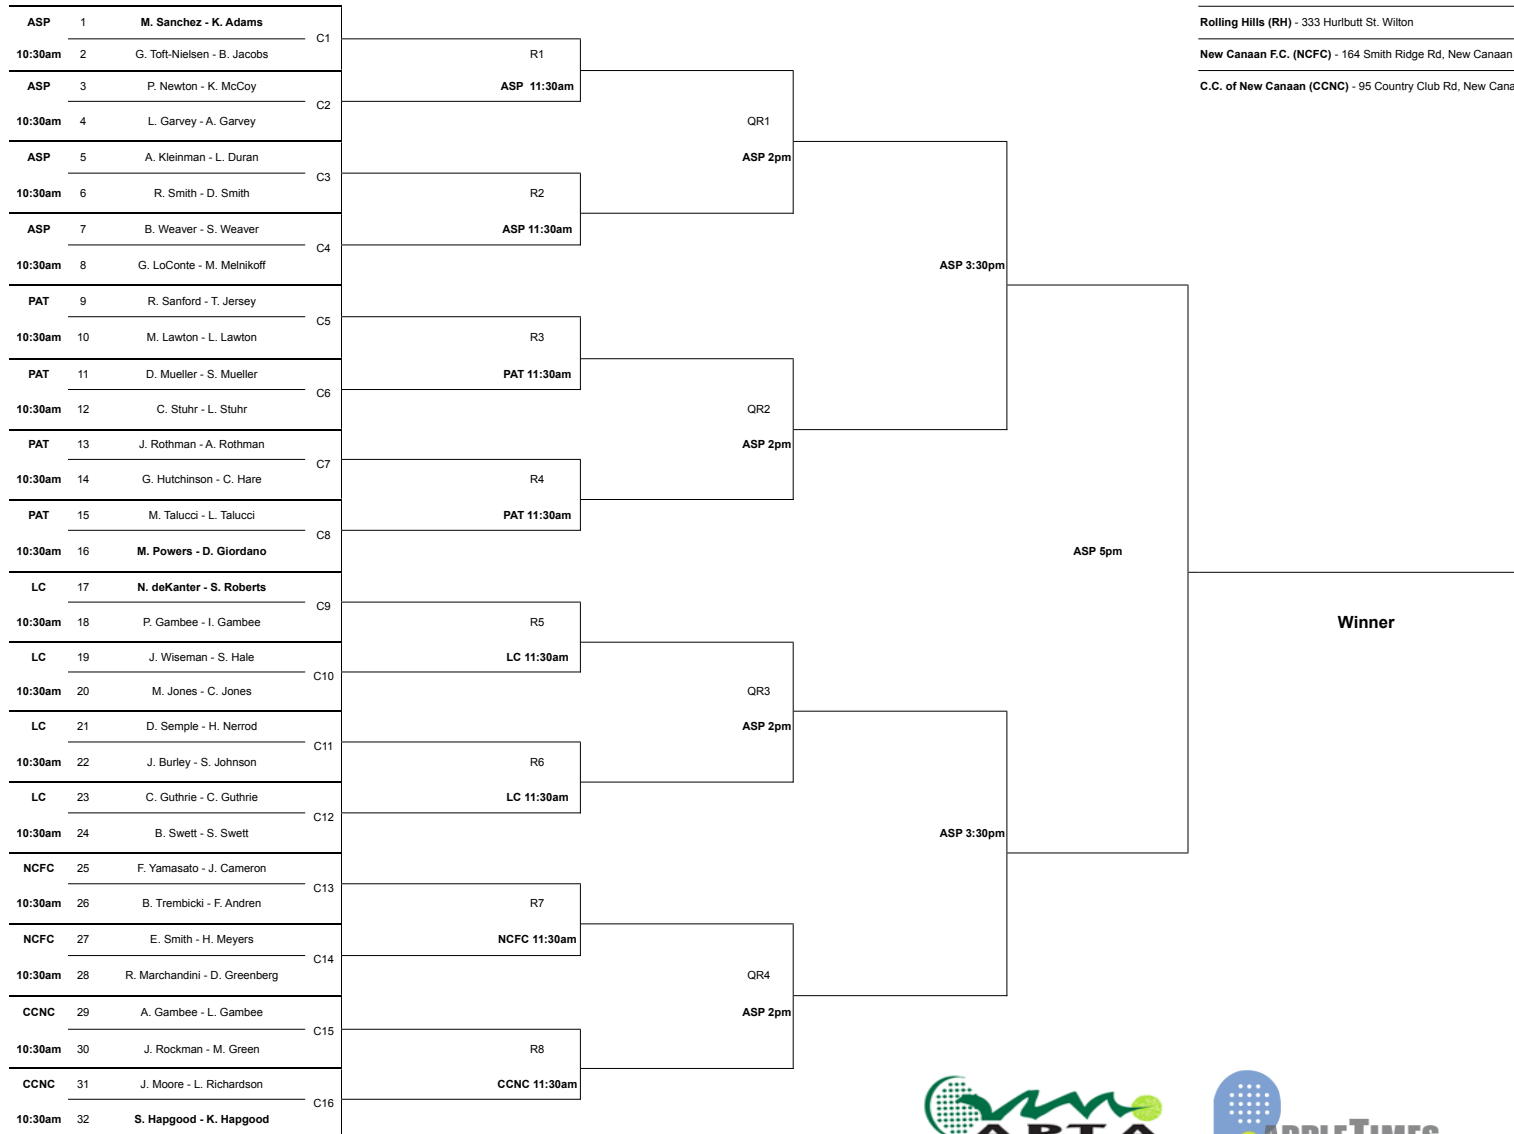 Rolling Hills (RH) - 333 Hurlbutt St. Wilton
New Canaan F.C. (NCFC) - 164 Smith Ridge Rd, New Canaan
C.C. of New Canaan (CCNC) - 95 Country Club Rd, New Cana
ASP 1 M. Sanchez - K. Adams
C1
10:30am 2 G. Toft-Nielsen - B. Jacobs
R1
ASP 3 P. Newton - K. McCoy
ASP 11:30am
C2
10:30am 4 L. Garvey - A. Garvey
QR1
ASP 5 A. Kleinman - L. Duran
ASP 2pm
C3
10:30am 6 R. Smith - D. Smith
R2
ASP 7 B. Weaver - S. Weaver
ASP 11:30am
C4
10:30am 8 G. LoConte - M. Melnikoff
ASP 3:30pm
PAT 9 R. Sanford - T. Jersey
C5
10:30am 10 M. Lawton - L. Lawton
R3
PAT 11 D. Mueller - S. Mueller
PAT 11:30am
C6
10:30am 12 C. Stuhr - L. Stuhr
QR2
PAT 13 J. Rothman - A. Rothman
ASP 2pm
C7
10:30am 14 G. Hutchinson - C. Hare
R4
PAT 15 M. Talucci - L. Talucci
PAT 11:30am
C8
10:30am 16 M. Powers - D. Giordano
ASP 5pm
LC 17 N. deKanter - S. Roberts
C9
10:30am 18 P. Gambee - I. Gambee
R5
Winner
LC 19 J. Wiseman - S. Hale
LC 11:30am
C10
10:30am 20 M. Jones - C. Jones
QR3
LC 21 D. Semple - H. Nerrod
ASP 2pm
C11
10:30am 22 J. Burley - S. Johnson
R6
LC 23 C. Guthrie - C. Guthrie
LC 11:30am
C12
10:30am 24 B. Swett - S. Swett
ASP 3:30pm
NCFC 25 F. Yamasato - J. Cameron
C13
10:30am 26 B. Trembicki - F. Andren
R7
NCFC 27 E. Smith - H. Meyers
NCFC 11:30am
C14
10:30am 28 R. Marchandini - D. Greenberg
QR4
CCNC 29 A. Gambee - L. Gambee
ASP 2pm
C15
10:30am 30 J. Rockman - M. Green
R8
CCNC 31 J. Moore - L. Richardson
CCNC 11:30am
C16
10:30am 32 S. Hapgood - K. Hapgood
APTA
APPLETIMES